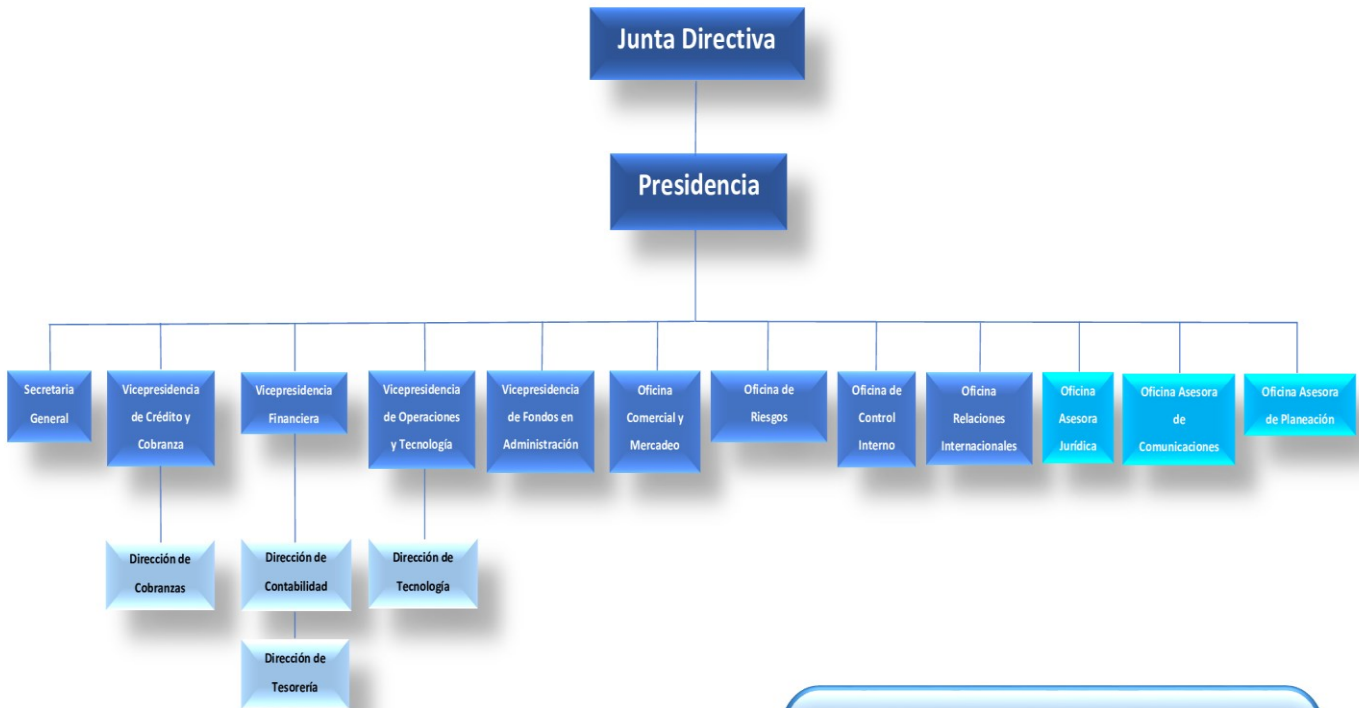 Junta Directiva
Presidencia
Secretaria
General
Vicepresidencia
de Crédito y
Cobranza
Vicepresidencia
Financiera
Vicepresidencia
de Operaciones
y Tecnología
Vicepresidencia
de Fondos en
Administración
Oficina
Comercial y
Mercadeo
Oficina de
Riesgos
Oficina de
Control
Interno
Oficina
Relaciones
Internacionales
Oficina
Asesora
Jurídica
Oficina Asesora
de
Comunicaciones
Oficina Asesora
de Planeación
Dirección de
Cobranzas
Dirección de
Contabilidad
Dirección de
Tecnología
Dirección de
Tesorería